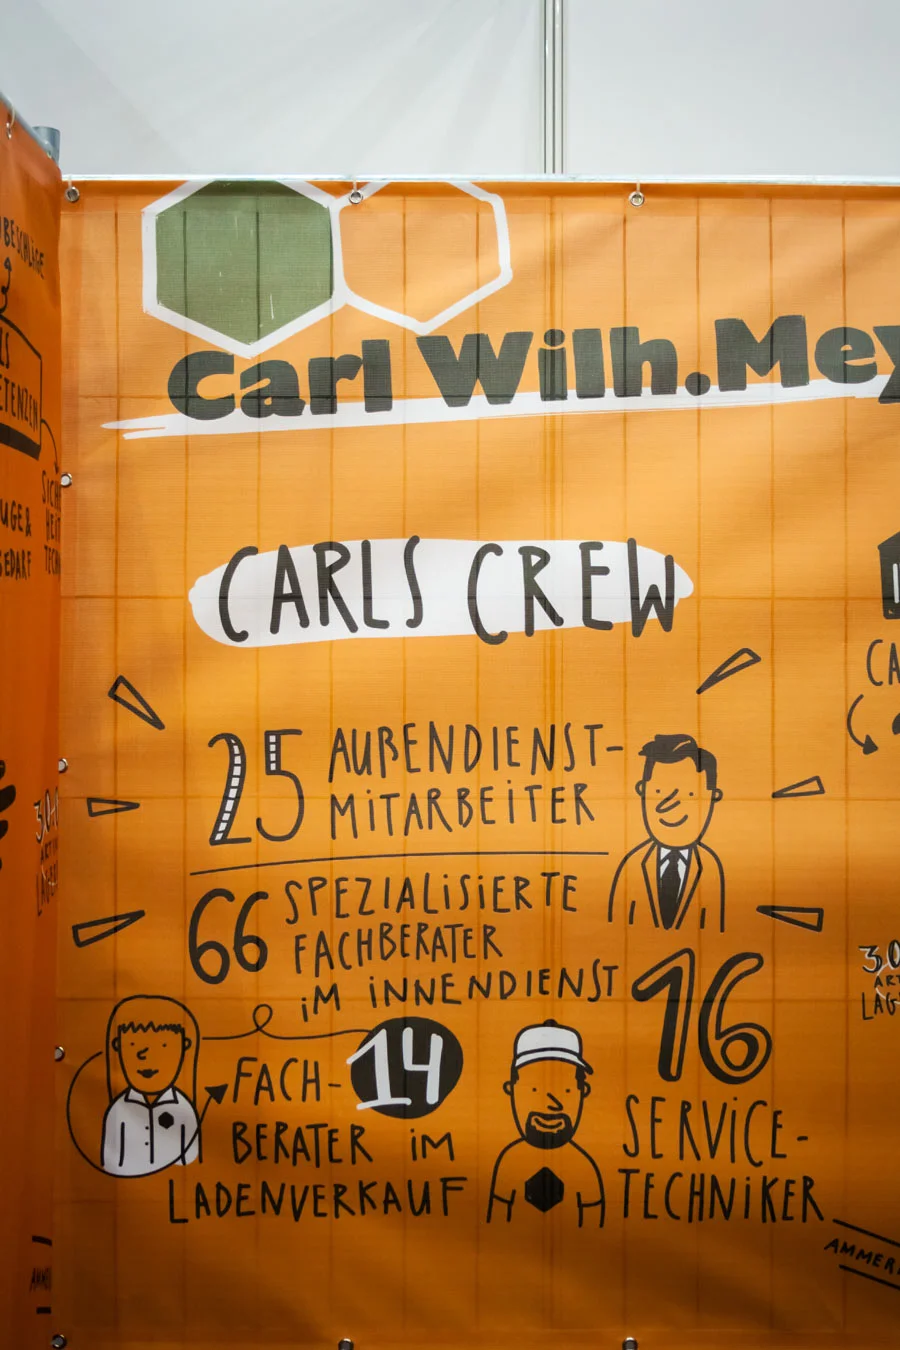 Carl Wilh. Mey
CARLS CREW
25 AUßENDIENST-
MITARBEITER
66 SPEZIALISIERTE
FACHBERATER
IM INNENDIENST
14 FACH-
BERATER IM
LADENVERKAUF
16
SERVICE-
TECHNIKER